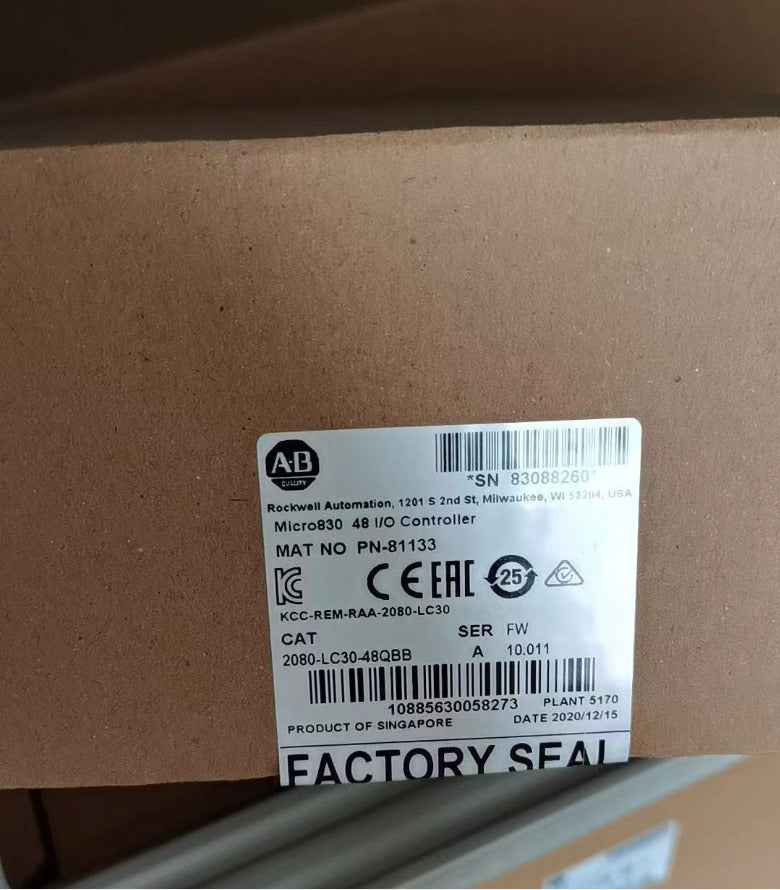 A-B
QUALITY
*SN 83088260*
Rockwell Automation, 1201 S 2nd St, Milwaukee, WI 53204, USA
Micro830 48 I/O Controller
MAT NO PN-81133
CE EAC 25
KCC-REM-RAA-2080-LC30
CAT SER FW
2080-LC30-48QBB A 10.011
10885630058273 PLANT 5170
PRODUCT OF SINGAPORE DATE 2020/12/15
FACTORY SEAL